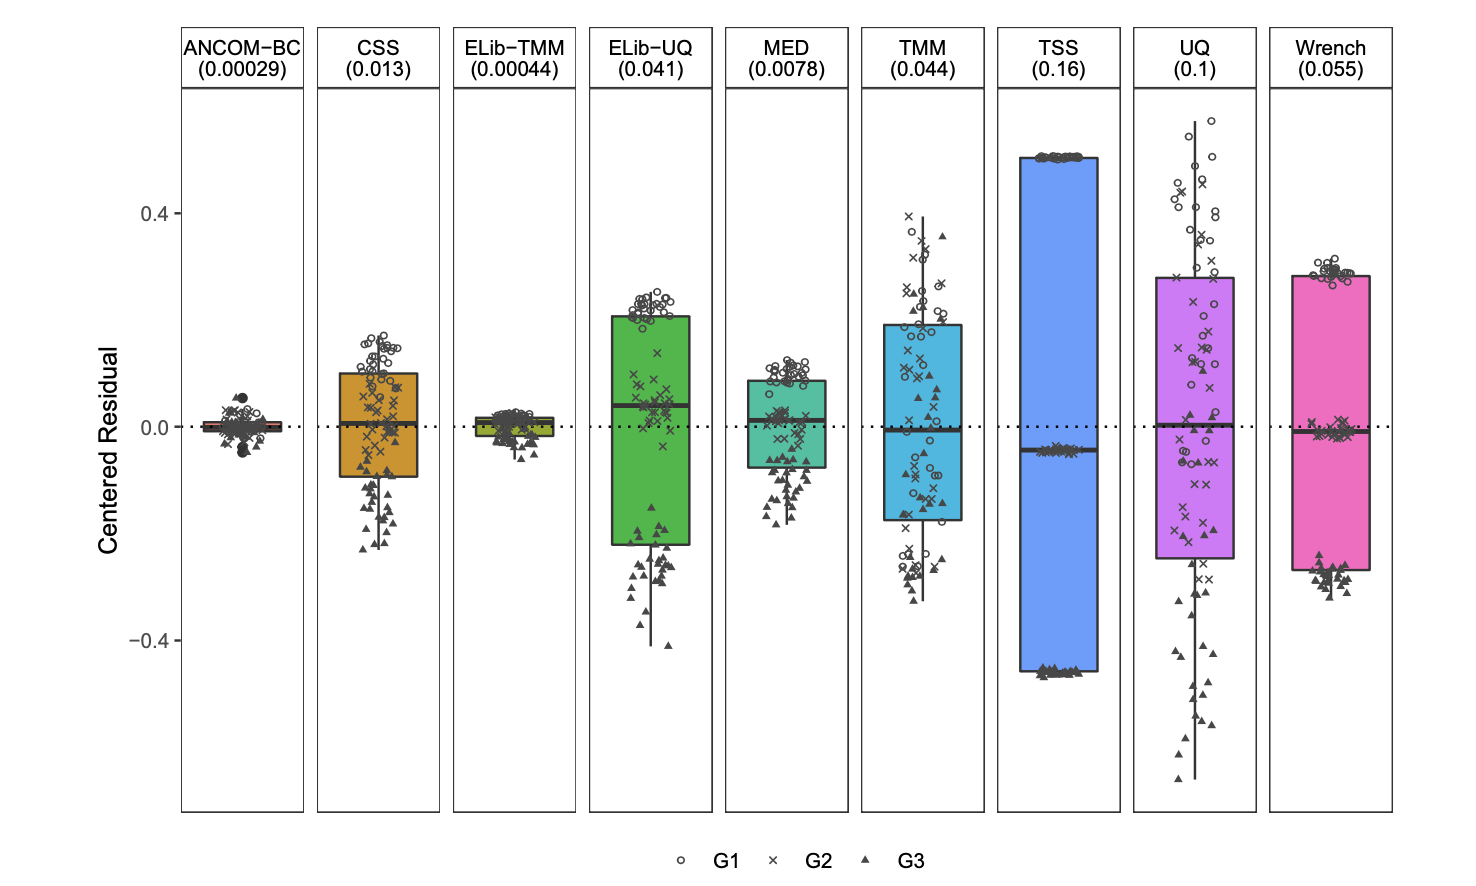 ANCOM−BC
(0.00029)
CSS
(0.013)
ELib−TMM
(0.00044)
ELib−UQ
(0.041)
MED
(0.0078)
TMM
(0.044)
TSS
(0.16)
UQ
(0.1)
Wrench
(0.055)
Centered Residual
0.4
0.0
−0.4
G1
G2
G3